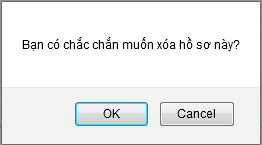 Bạn có chắc chắn muốn xóa hồ sơ này?
OK
Cancel